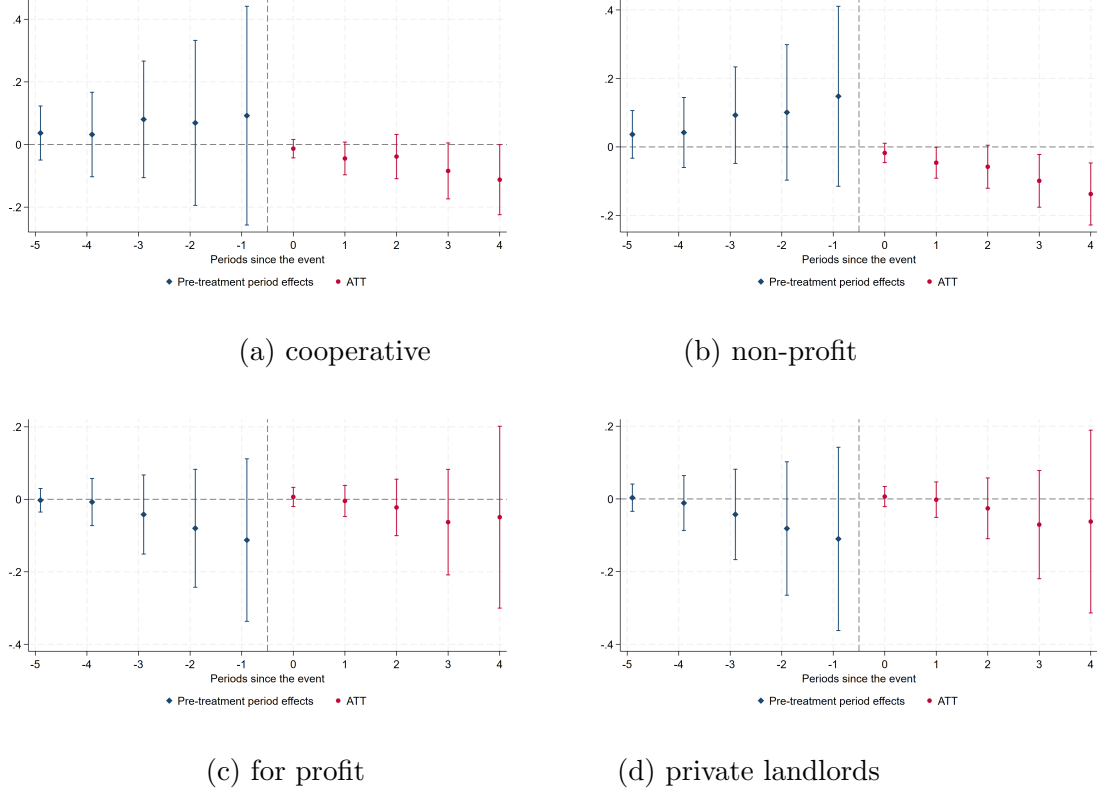 .4
.2
0
-.2
-5 -4 -3 -2 -1 0 1 2 3 4
Periods since the event
Pre-treatment period effects ATT
(a) cooperative
.4
.2
0
-.2
-5 -4 -3 -2 -1 0 1 2 3 4
Periods since the event
Pre-treatment period effects ATT
(b) non-profit
.2
0
-.2
-.4
-5 -4 -3 -2 -1 0 1 2 3 4
Periods since the event
Pre-treatment period effects ATT
(c) for profit
.2
0
-.2
-.4
-5 -4 -3 -2 -1 0 1 2 3 4
Periods since the event
Pre-treatment period effects ATT
(d) private landlords